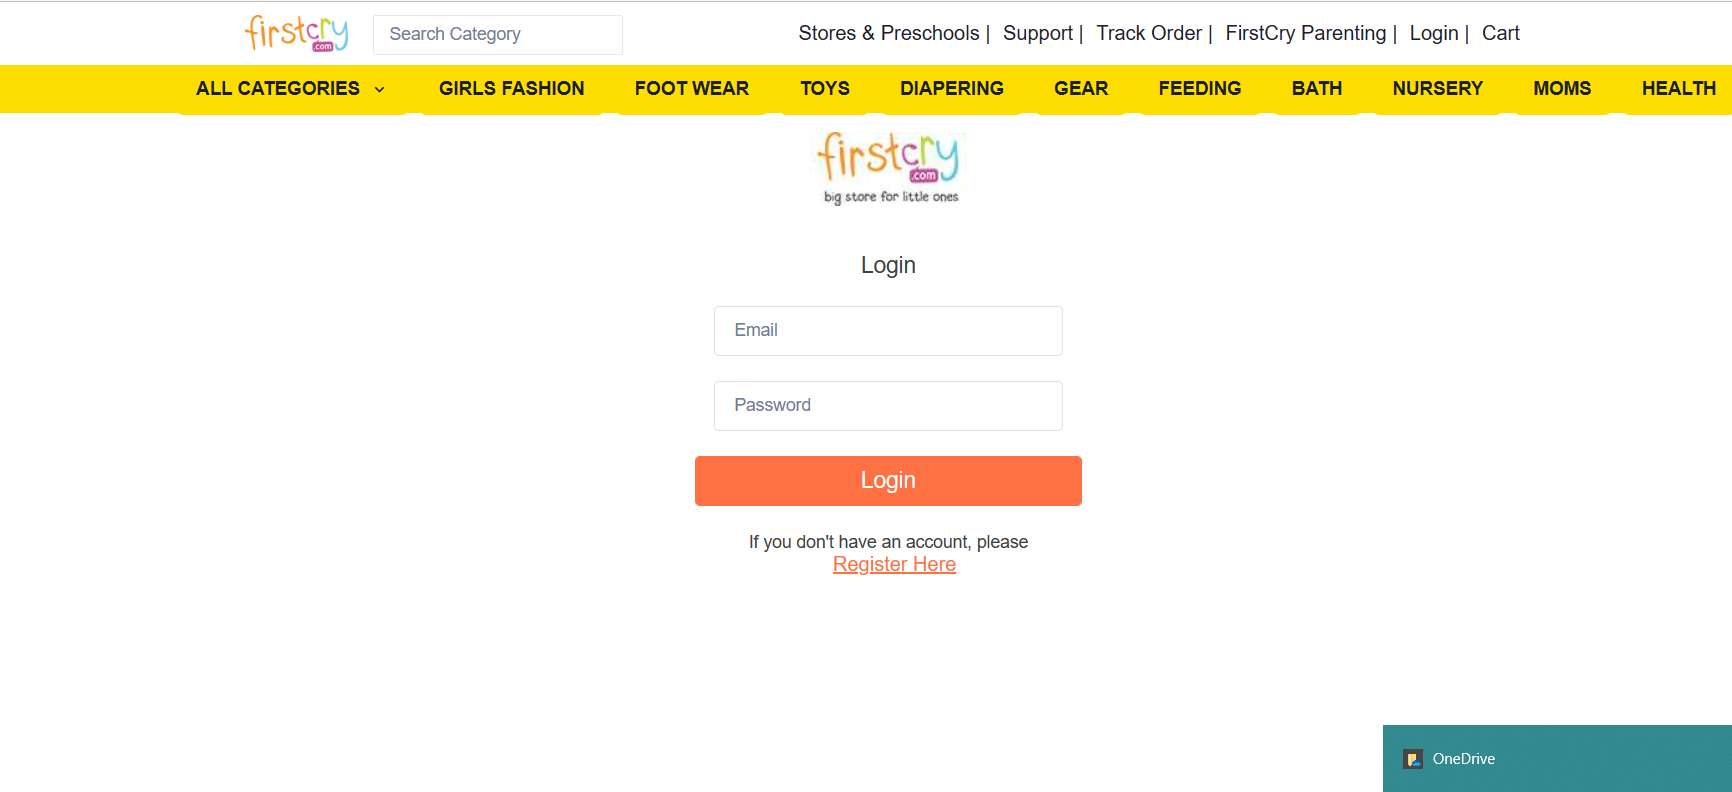 firstcry.com
Search Category
Stores & Preschools | Support | Track Order | FirstCry Parenting | Login | Cart
ALL CATEGORIES GIRLS FASHION FOOT WEAR TOYS DIAPERING GEAR FEEDING BATH NURSERY MOMS HEALTH
firstcry.com
big store for little ones
Login
Email
Password
Login
If you don't have an account, please
Register Here
OneDrive